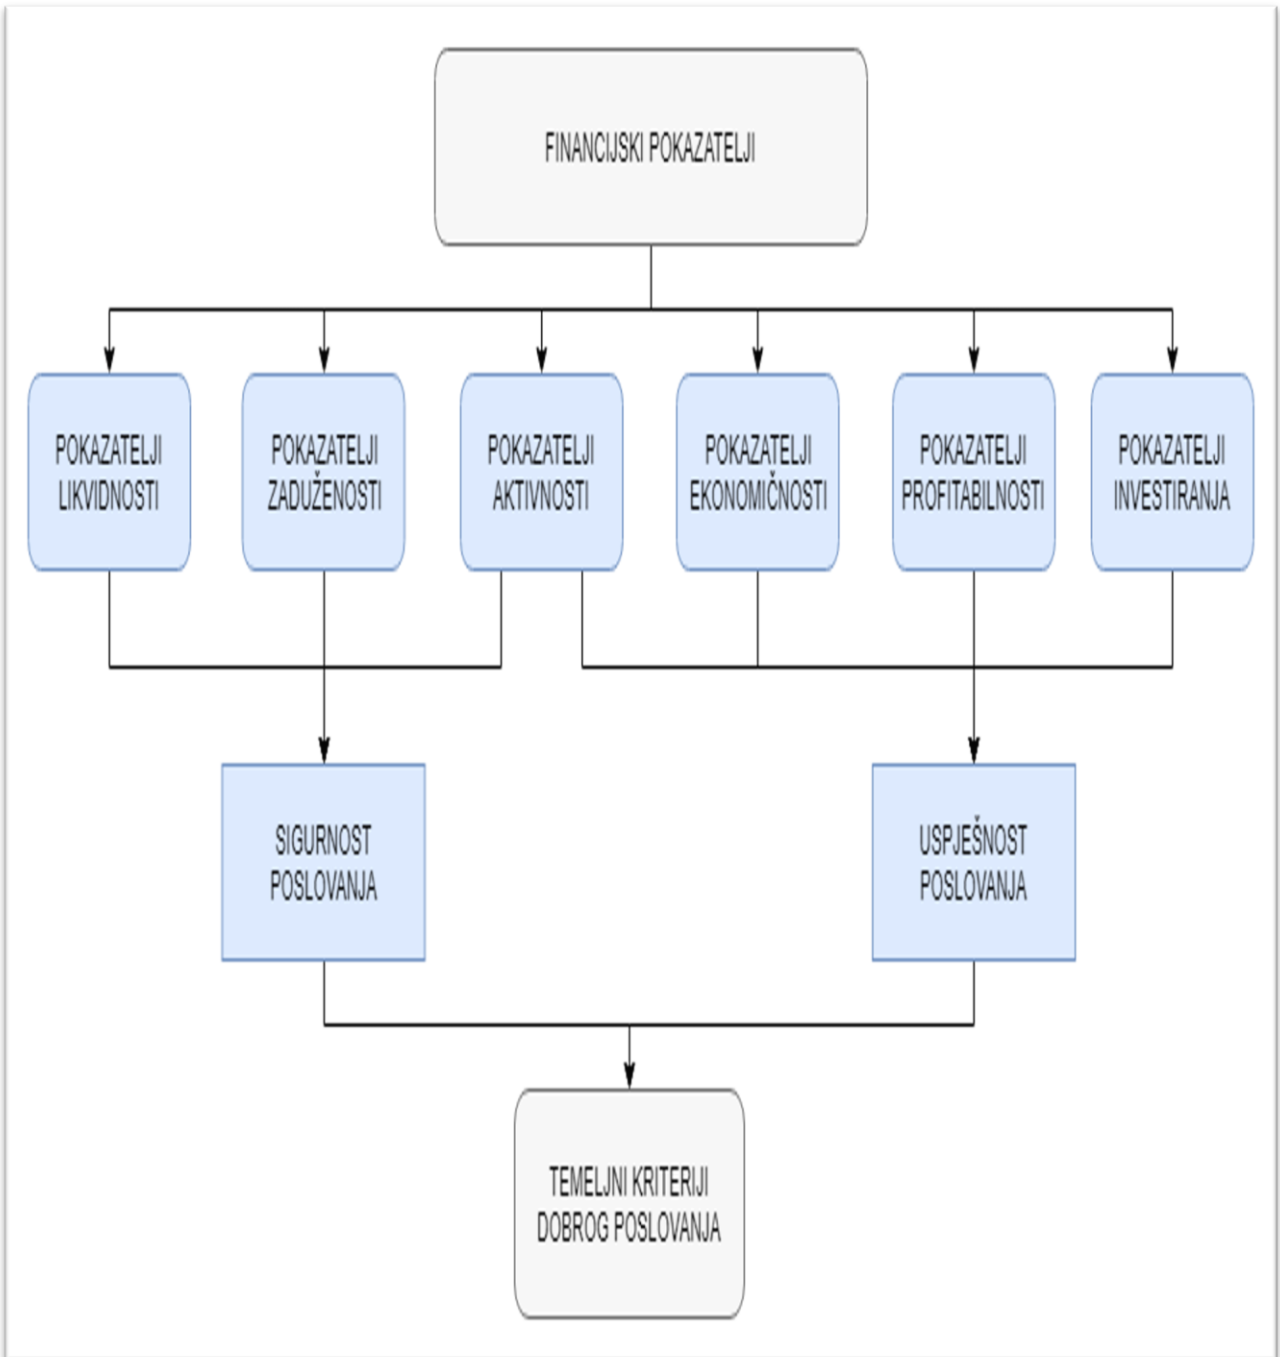 FINANCIJSKI POKAZATELJI
POKAZATELJI
LIKVIDNOSTI
POKAZATELJI
ZADUŽENOSTI
POKAZATELJI
AKTIVNOSTI
POKAZATELJI
EKONOMIČNOSTI
POKAZATELJI
PROFITABILNOSTI
POKAZATELJI
INVESTIRANJA
SIGURNOST
POSLOVANJA
USPJEŠNOST
POSLOVANJA
TEMELJNI KRITERIJI
DOBROG POSLOVANJA